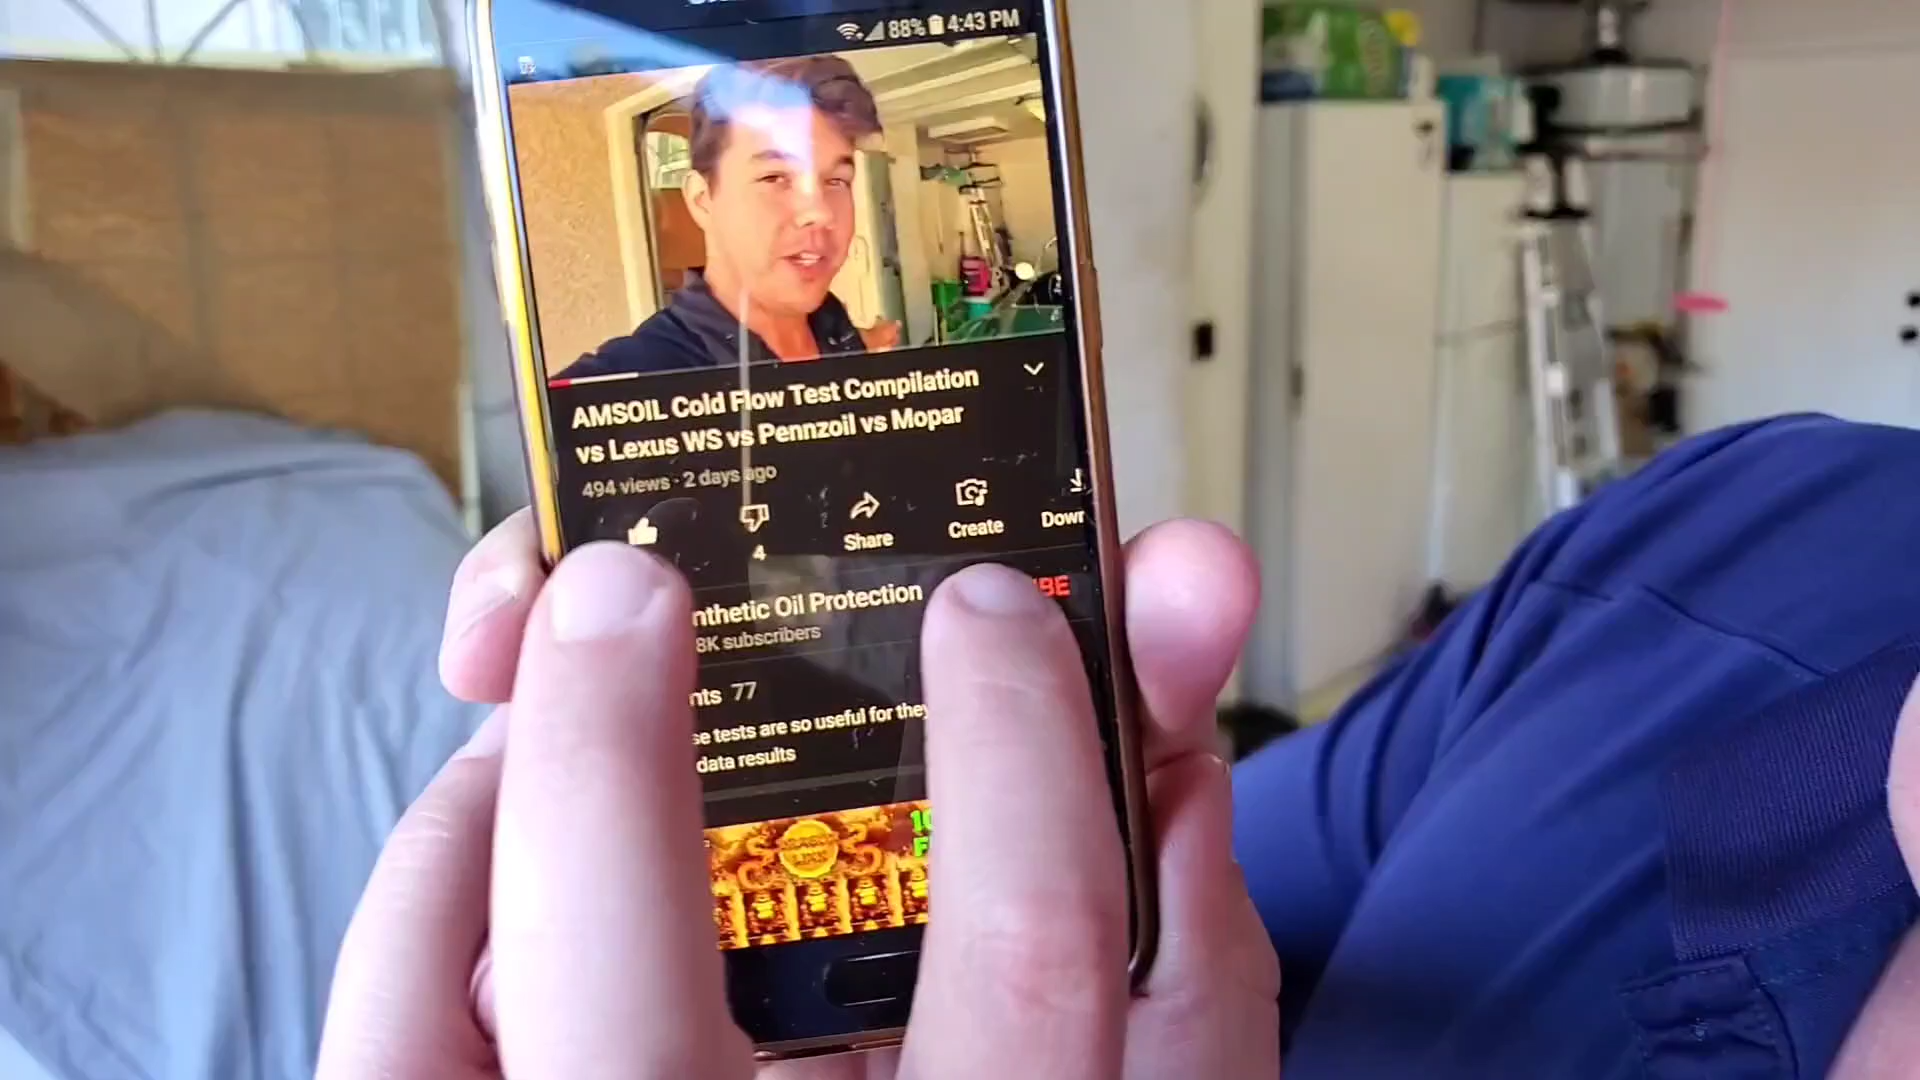 88% 4:43 PM
AMSOIL Cold Flow Test Compilation
vs Lexus WS vs Pennzoil vs Mopar
494 views · 2 days ago
4
Share
Create
Down
nthetic Oil Protection
BE
8K subscribers
nts 77
se tests are so useful for they
data results